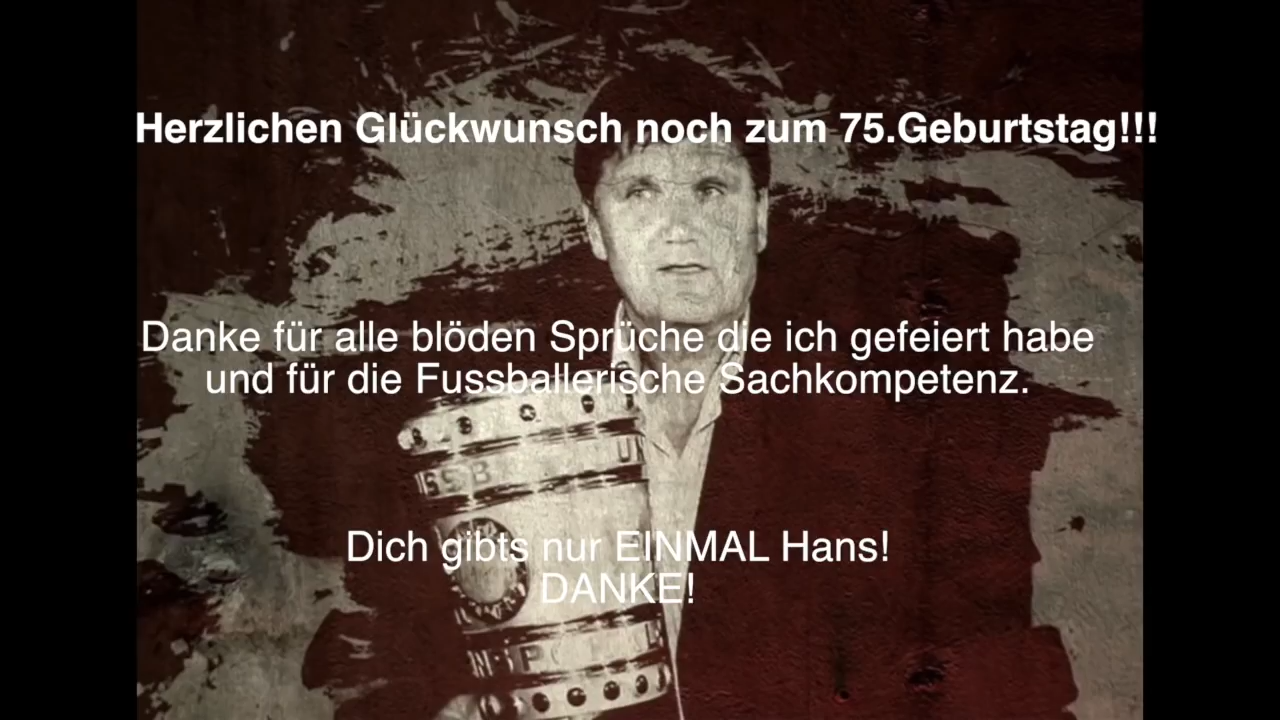 Herzlichen Glückwunsch noch zum 75.Geburtstag!!!
Danke für alle blöden Sprüche die ich gefeiert habe
und für die Fussballerische Sachkompetenz.
Dich gibts nur EINMAL Hans!
DANKE!